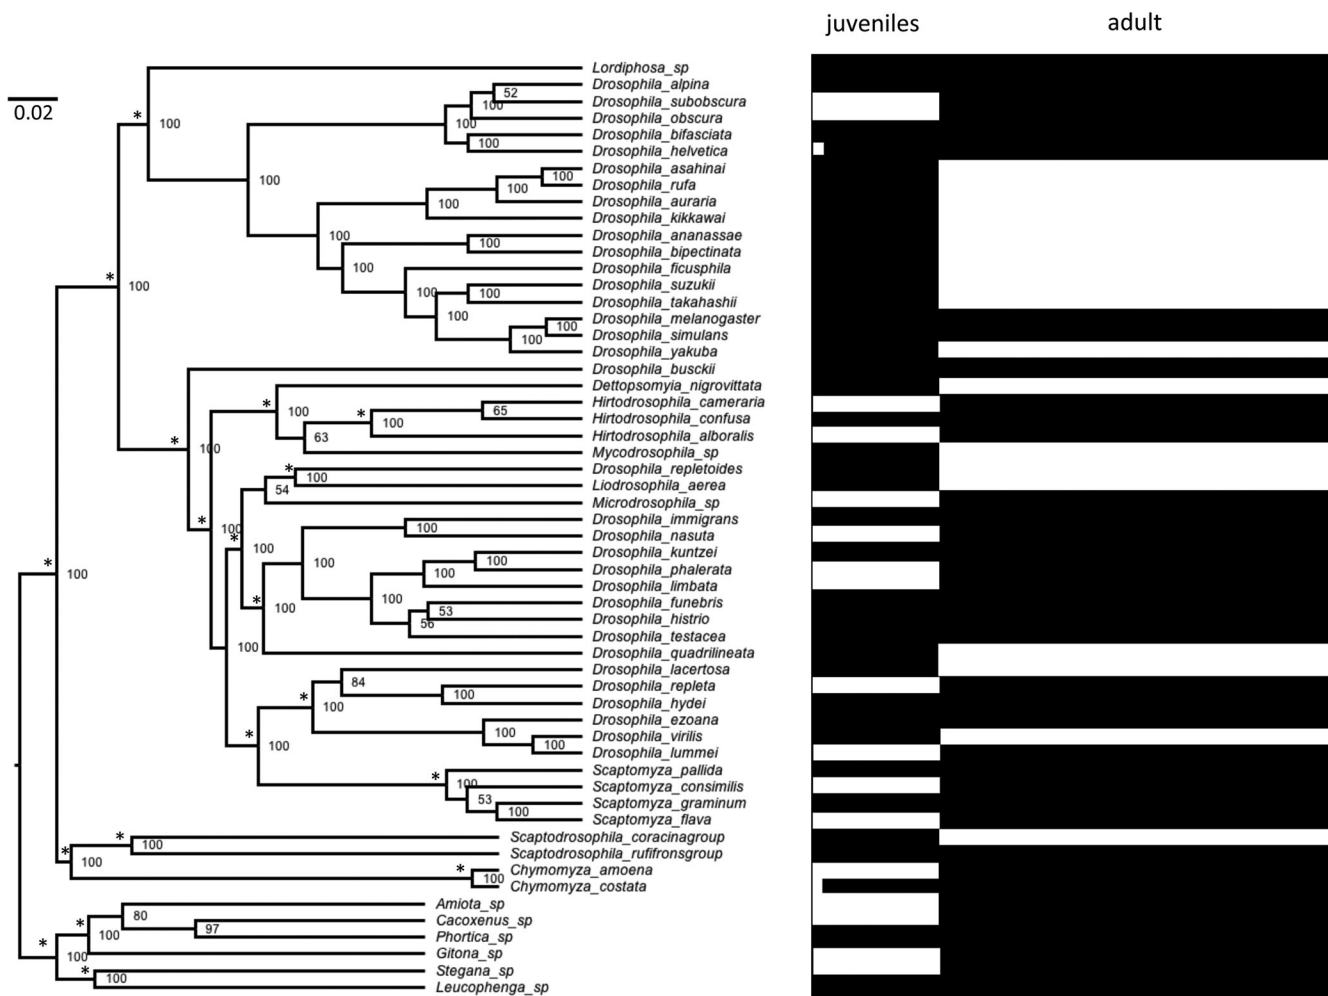 juveniles adult
0.02
Lordiphosa_sp
Drosophila_alpina
52
Drosophila_subobscura
100
Drosophila_obscura
* 100
100
Drosophila_bifasciata
100
Drosophila_helvetica
Drosophila_asahinai
100
Drosophila_rufa
100
100
Drosophila_auraria
100
Drosophila_kikkawai
Drosophila_ananassae
100
100
Drosophila_bipectinata
100
Drosophila_ficusphila
* 100
Drosophila_suzukii
100
100
Drosophila_takahashii
100
Drosophila_melanogaster
100
Drosophila_simulans
100
Drosophila_yakuba
Drosophila_busckii
Dettopsomyia_nigrovittata
Hirtodrosophila_cameraria
* 100
* 65
Hirtodrosophila_confusa
100
Hirtodrosophila_alboralis
63
* 100
Mycodrosophila_sp
Drosophila_repletoides
* 100
Liodrosophila_aerea
54
Microdrosophila_sp
Drosophila_immigrans
* 100
100
Drosophila_nasuta
* 100
Drosophila_kuntzei
100
100
Drosophila_phalerata
* 100
100
Drosophila_limbata
100
Drosophila_funebris
* 100
53
Drosophila_histrio
56
Drosophila_testacea
100
Drosophila_quadrilineata
Drosophila_lacertosa
84
Drosophila_repleta
* 100
100
Drosophila_hydei
Drosophila_ezoana
100
Drosophila_virilis
* 100
100
Drosophila_lummei
Scaptomyza_pallida
* 100
Scaptomyza_consimilis
53
Scaptomyza_graminum
100
Scaptomyza_flava
Scaptodrosophila_coracinagroup
* 100
Scaptodrosophila_rufifronsgroup
* 100
Chymomyza_amoena
* 100
Chymomyza_costata
Amiota_sp
80
Cacoxenus_sp
* 100
97
Phortica_sp
Gitona_sp
* 100
Stegana_sp
* 100
Leucophenga_sp